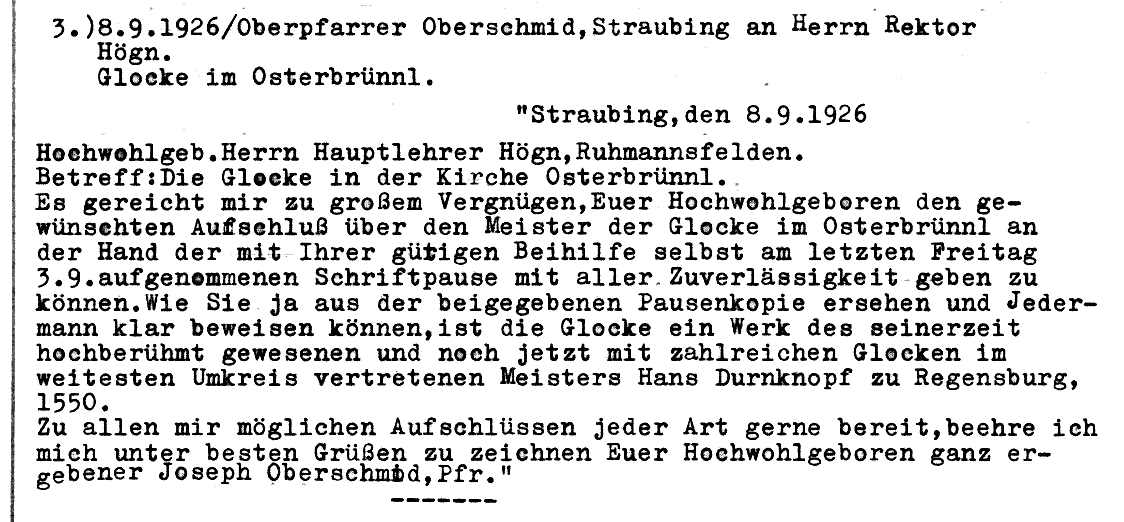 3.)8.9.1926/Oberpfarrer Oberschmid,Straubing an Herrn Rektor
Högn.
Glocke im Osterbrünnl.
"Straubing,den 8.9.1926
Hochwohlgeb.Herrn Hauptlehrer Högn,Ruhmannsfelden.
Betreff:Die Glocke in der Kirche Osterbrünnl.
Es gereicht mir zu großem Vergnügen,Euer Hochwohlgeboren den ge-
wünschten Aufschluß über den Meister der Glocke im Osterbrünnl an
der Hand der mit Ihrer gütigen Beihilfe selbst am letzten Freitag
3.9.aufgenommenen Schriftpause mit aller Zuverlässigkeit geben zu
können.Wie Sie ja aus der beigegebenen Pausenkopie ersehen und Jeder-
mann klar beweisen können,ist die Glocke ein Werk des seinerzeit
hochberühmt gewesenen und noch jetzt mit zahlreichen Glocken im
weitesten Umkreis vertretenen Meisters Hans Durnknopf zu Regensburg,
1550.
Zu allen mir möglichen Aufschlüssen jeder Art gerne bereit,beehre ich
mich unter besten Grüßen zu zeichnen Euer Hochwohlgeboren ganz er-
gebener Joseph Oberschmid,Pfr."
-------